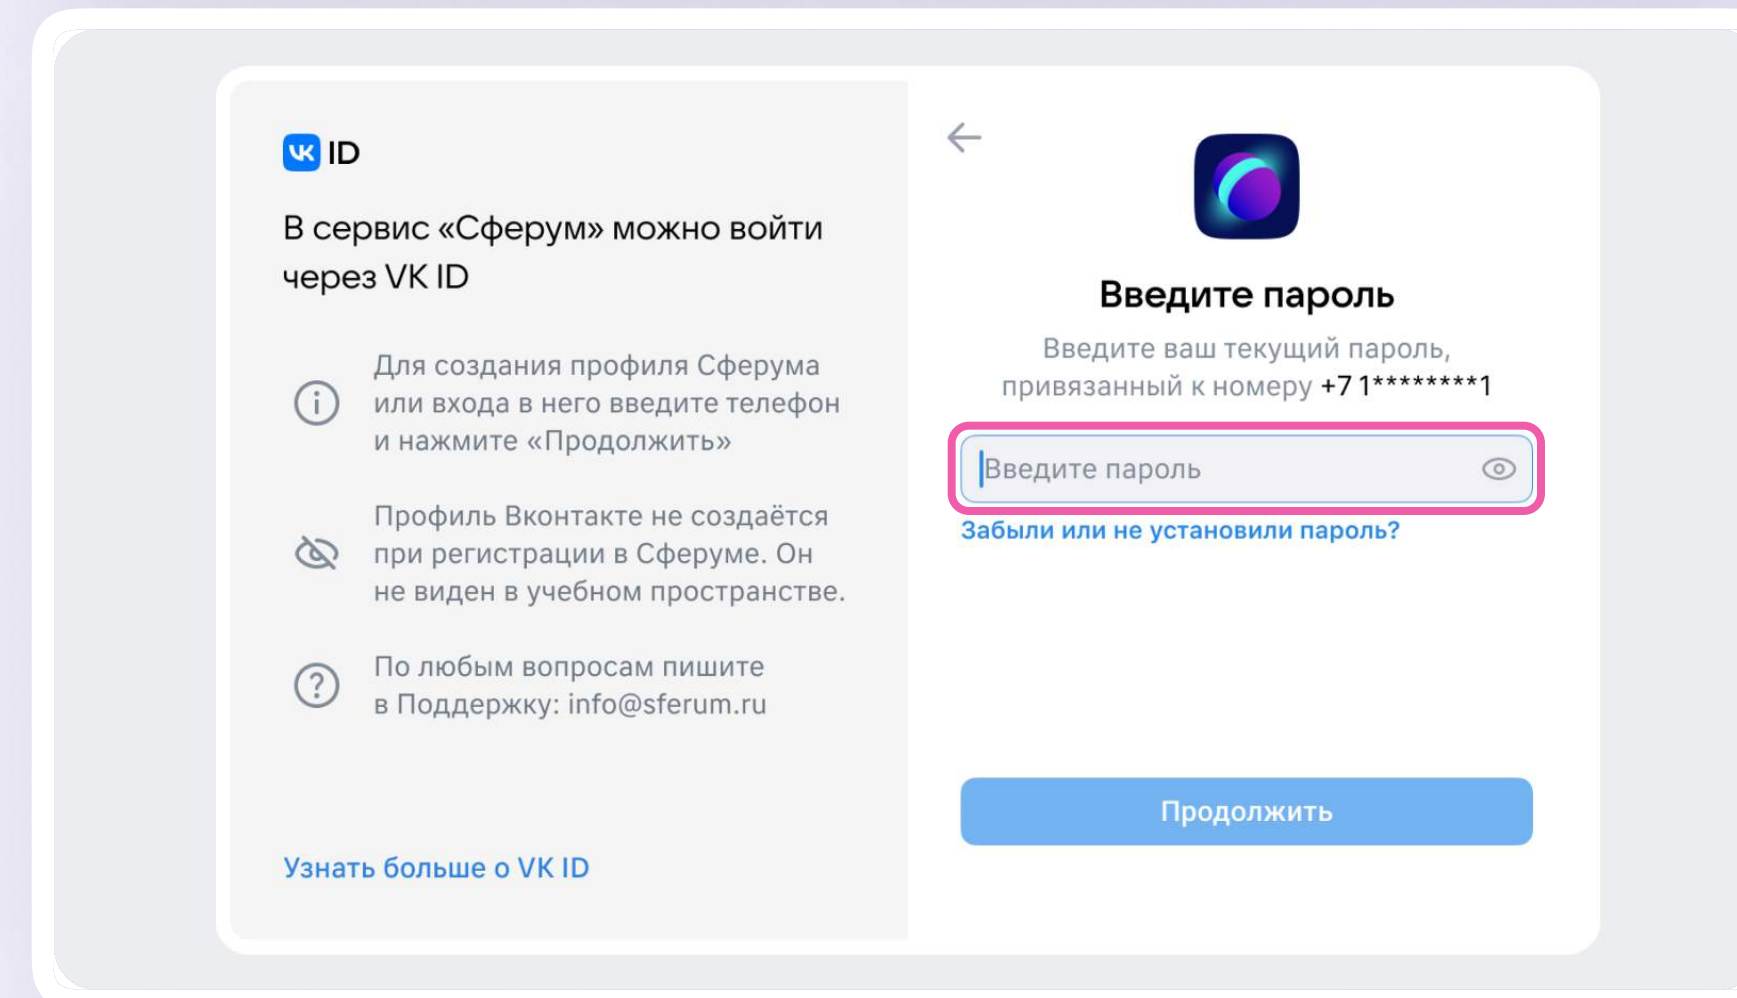 VK ID
В сервис «Сферум» можно войти
через VK ID
Для создания профиля Сферума
или входа в него введите телефон
и нажмите «Продолжить»
Профиль Вконтакте не создаётся
при регистрации в Сферуме. Он
не виден в учебном пространстве.
По любым вопросам пишите
в Поддержку: info@sferum.ru
Узнать больше о VK ID
Введите пароль
Введите ваш текущий пароль,
привязанный к номеру +7 1********1
Введите пароль
Забыли или не установили пароль?
Продолжить